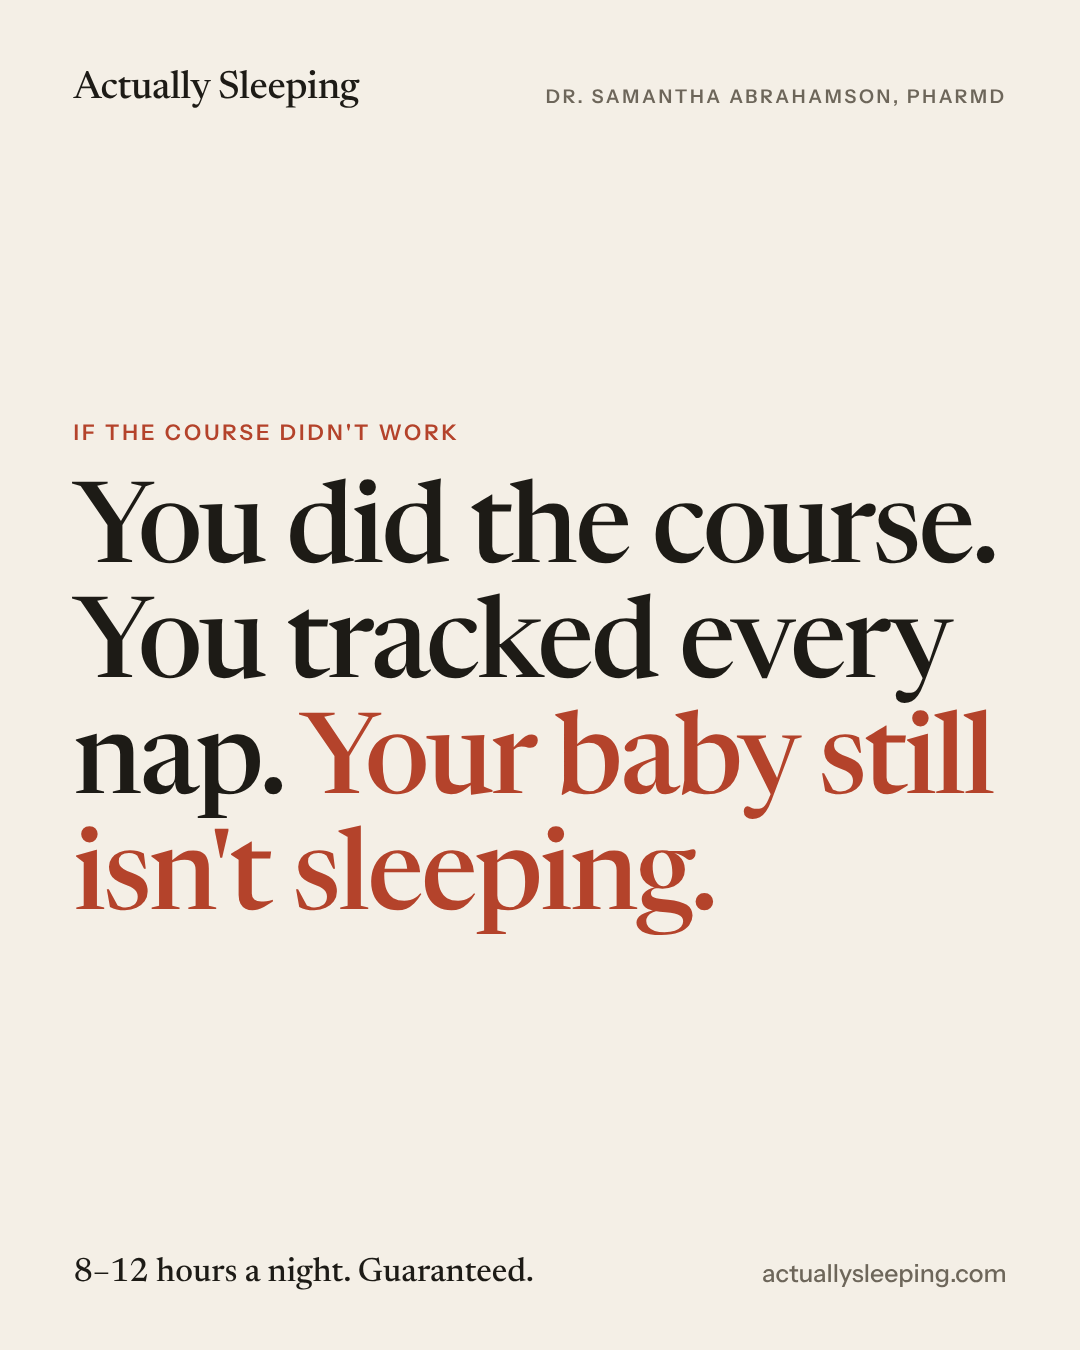 Actually Sleeping
DR. SAMANTHA ABRAHAMSON, PHARMD
IF THE COURSE DIDN'T WORK
You did the course.
You tracked every
nap. Your baby still
isn't sleeping.
8–12 hours a night. Guaranteed.
actuallysleeping.com